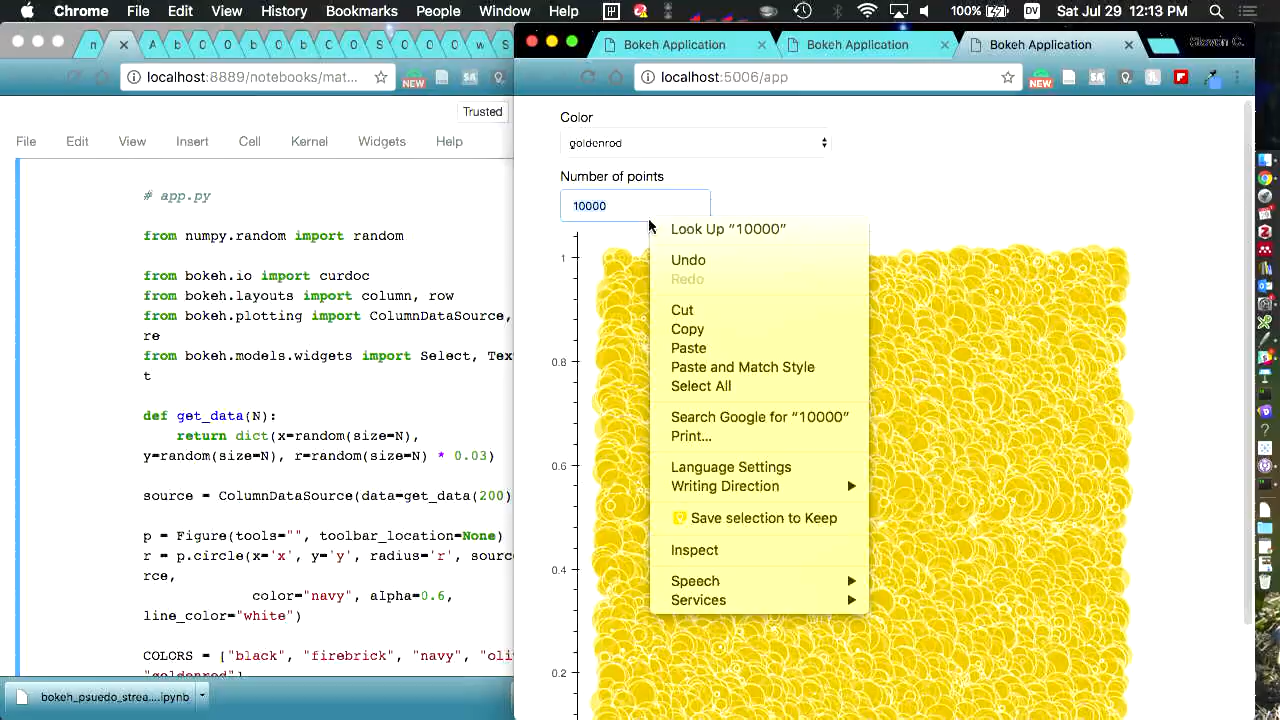 Chrome File Edit View History Bookmarks People Window Help 100% DV Sat Jul 29 12:13 PM
A b O O b b C O S O O w S
Bokeh Application
Bokeh Application
Bokeh Application
localhost:8889/notebooks/mat...
NEW
localhost:5006/app
NEW
Trusted
File Edit View Insert Cell Kernel Widgets Help
# app.py
from numpy.random import random
from bokeh.io import curdoc
from bokeh.layouts import column, row
from bokeh.plotting import ColumnDataSource,
re
from bokeh.models.widgets import Select, Tex
t
def get_data(N):
return dict(x=random(size=N),
y=random(size=N), r=random(size=N) * 0.03)
source = ColumnDataSource(data=get_data(200)
p = Figure(tools="", toolbar_location=None)
r = p.circle(x='x', y='y', radius='r', sour
rce,
color="navy", alpha=0.6,
line_color="white")
COLORS = ["black", "firebrick", "navy", "oli
"goldenrod"]
bokeh_psuedo_strea....ipynb
Color
goldenrod
Number of points
10000
Look Up “10000”
Undo
Redo
Cut
Copy
Paste
Paste and Match Style
Select All
Search Google for “10000”
Print...
Language Settings
Writing Direction
Save selection to Keep
Inspect
Speech
Services
1
0.8
0.6
0.4
0.2